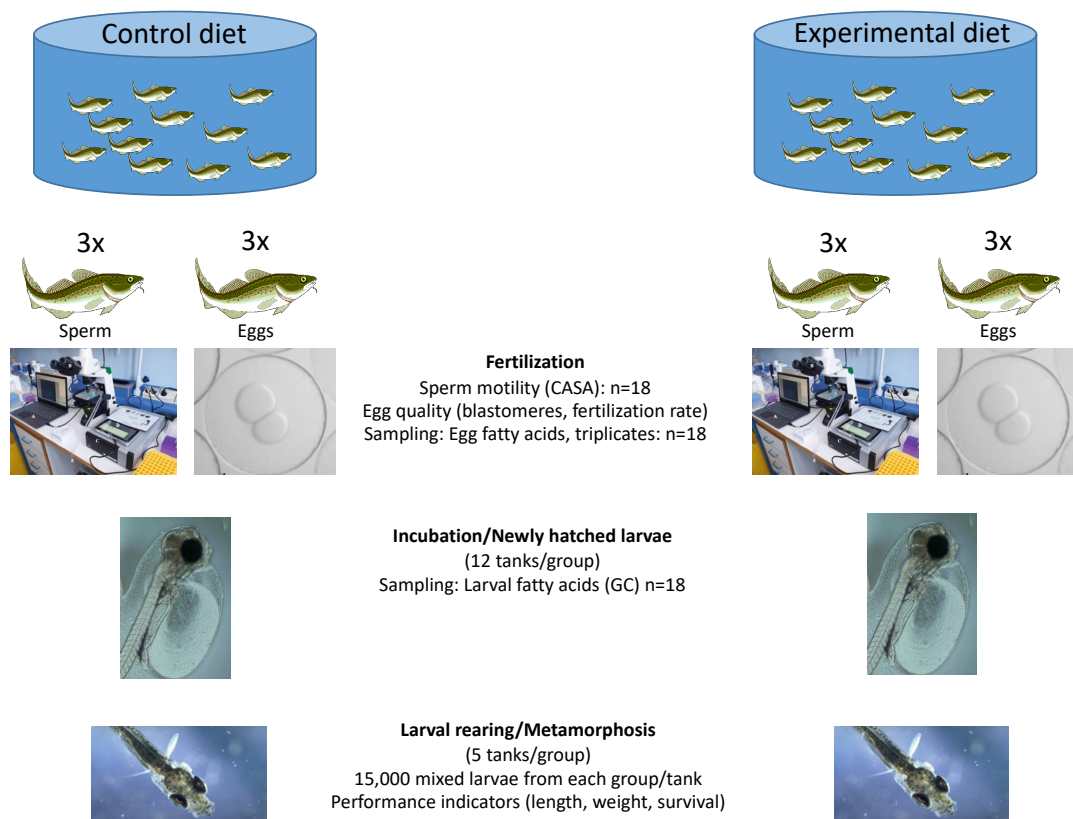 Control diet
Experimental diet
3x
3x
3x
3x
Sperm
Eggs
Sperm
Eggs
Fertilization
Sperm motility (CASA): n=18
Egg quality (blastomeres, fertilization rate)
Sampling: Egg fatty acids, triplicates: n=18
Incubation/Newly hatched larvae
(12 tanks/group)
Sampling: Larval fatty acids (GC) n=18
Larval rearing/Metamorphosis
(5 tanks/group)
15,000 mixed larvae from each group/tank
Performance indicators (length, weight, survival)